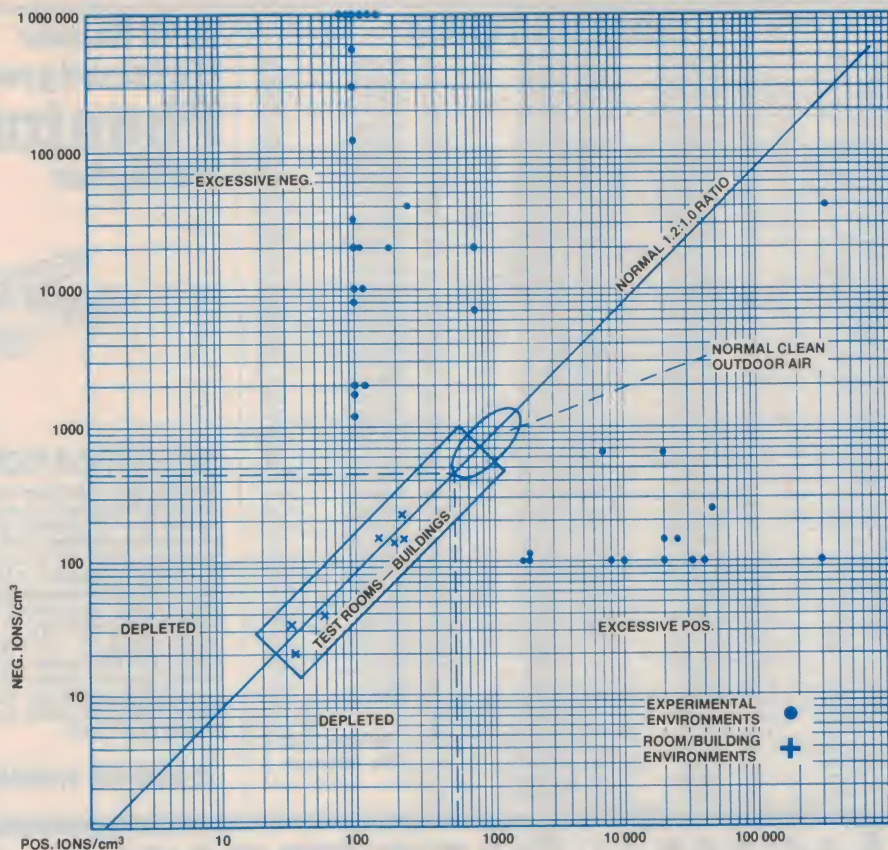 1 000 000
100 000
EXCESSIVE NEG.
NORMAL 1.2:1.0 RATIO
10 000
NORMAL CLEAN
OUTDOOR AIR
1000
NEG. IONS/cm³
100
TEST ROOMS — BUILDINGS
DEPLETED
EXCESSIVE POS.
10
DEPLETED
EXPERIMENTAL
ENVIRONMENTS
ROOM/BUILDING
ENVIRONMENTS
POS. IONS/cm³ 10 100 1000 10 000 100 000